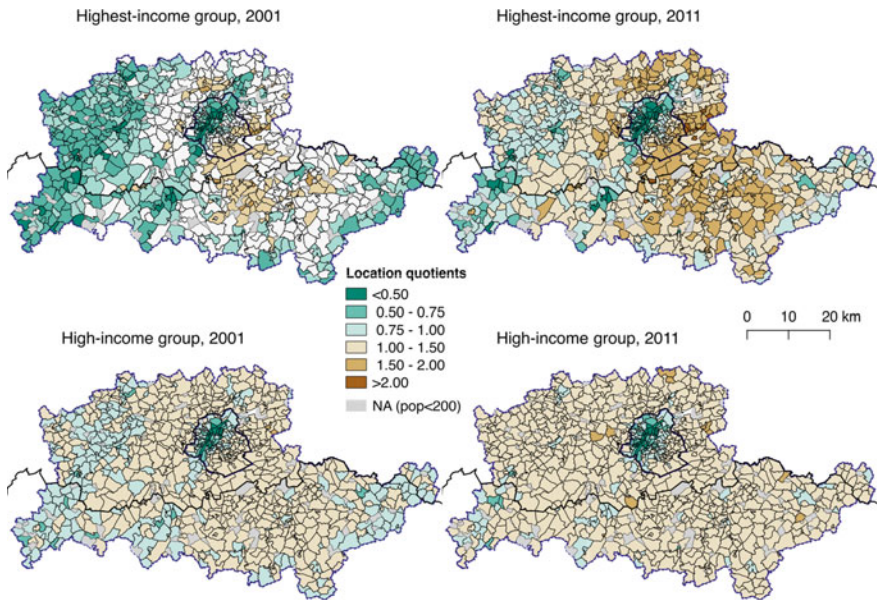 Highest-income group, 2001
Highest-income group, 2011
Location quotients
<0.50
0.50 - 0.75
0.75 - 1.00
1.00 - 1.50
1.50 - 2.00
>2.00
NA (pop<200)
0 10 20 km
High-income group, 2001
High-income group, 2011